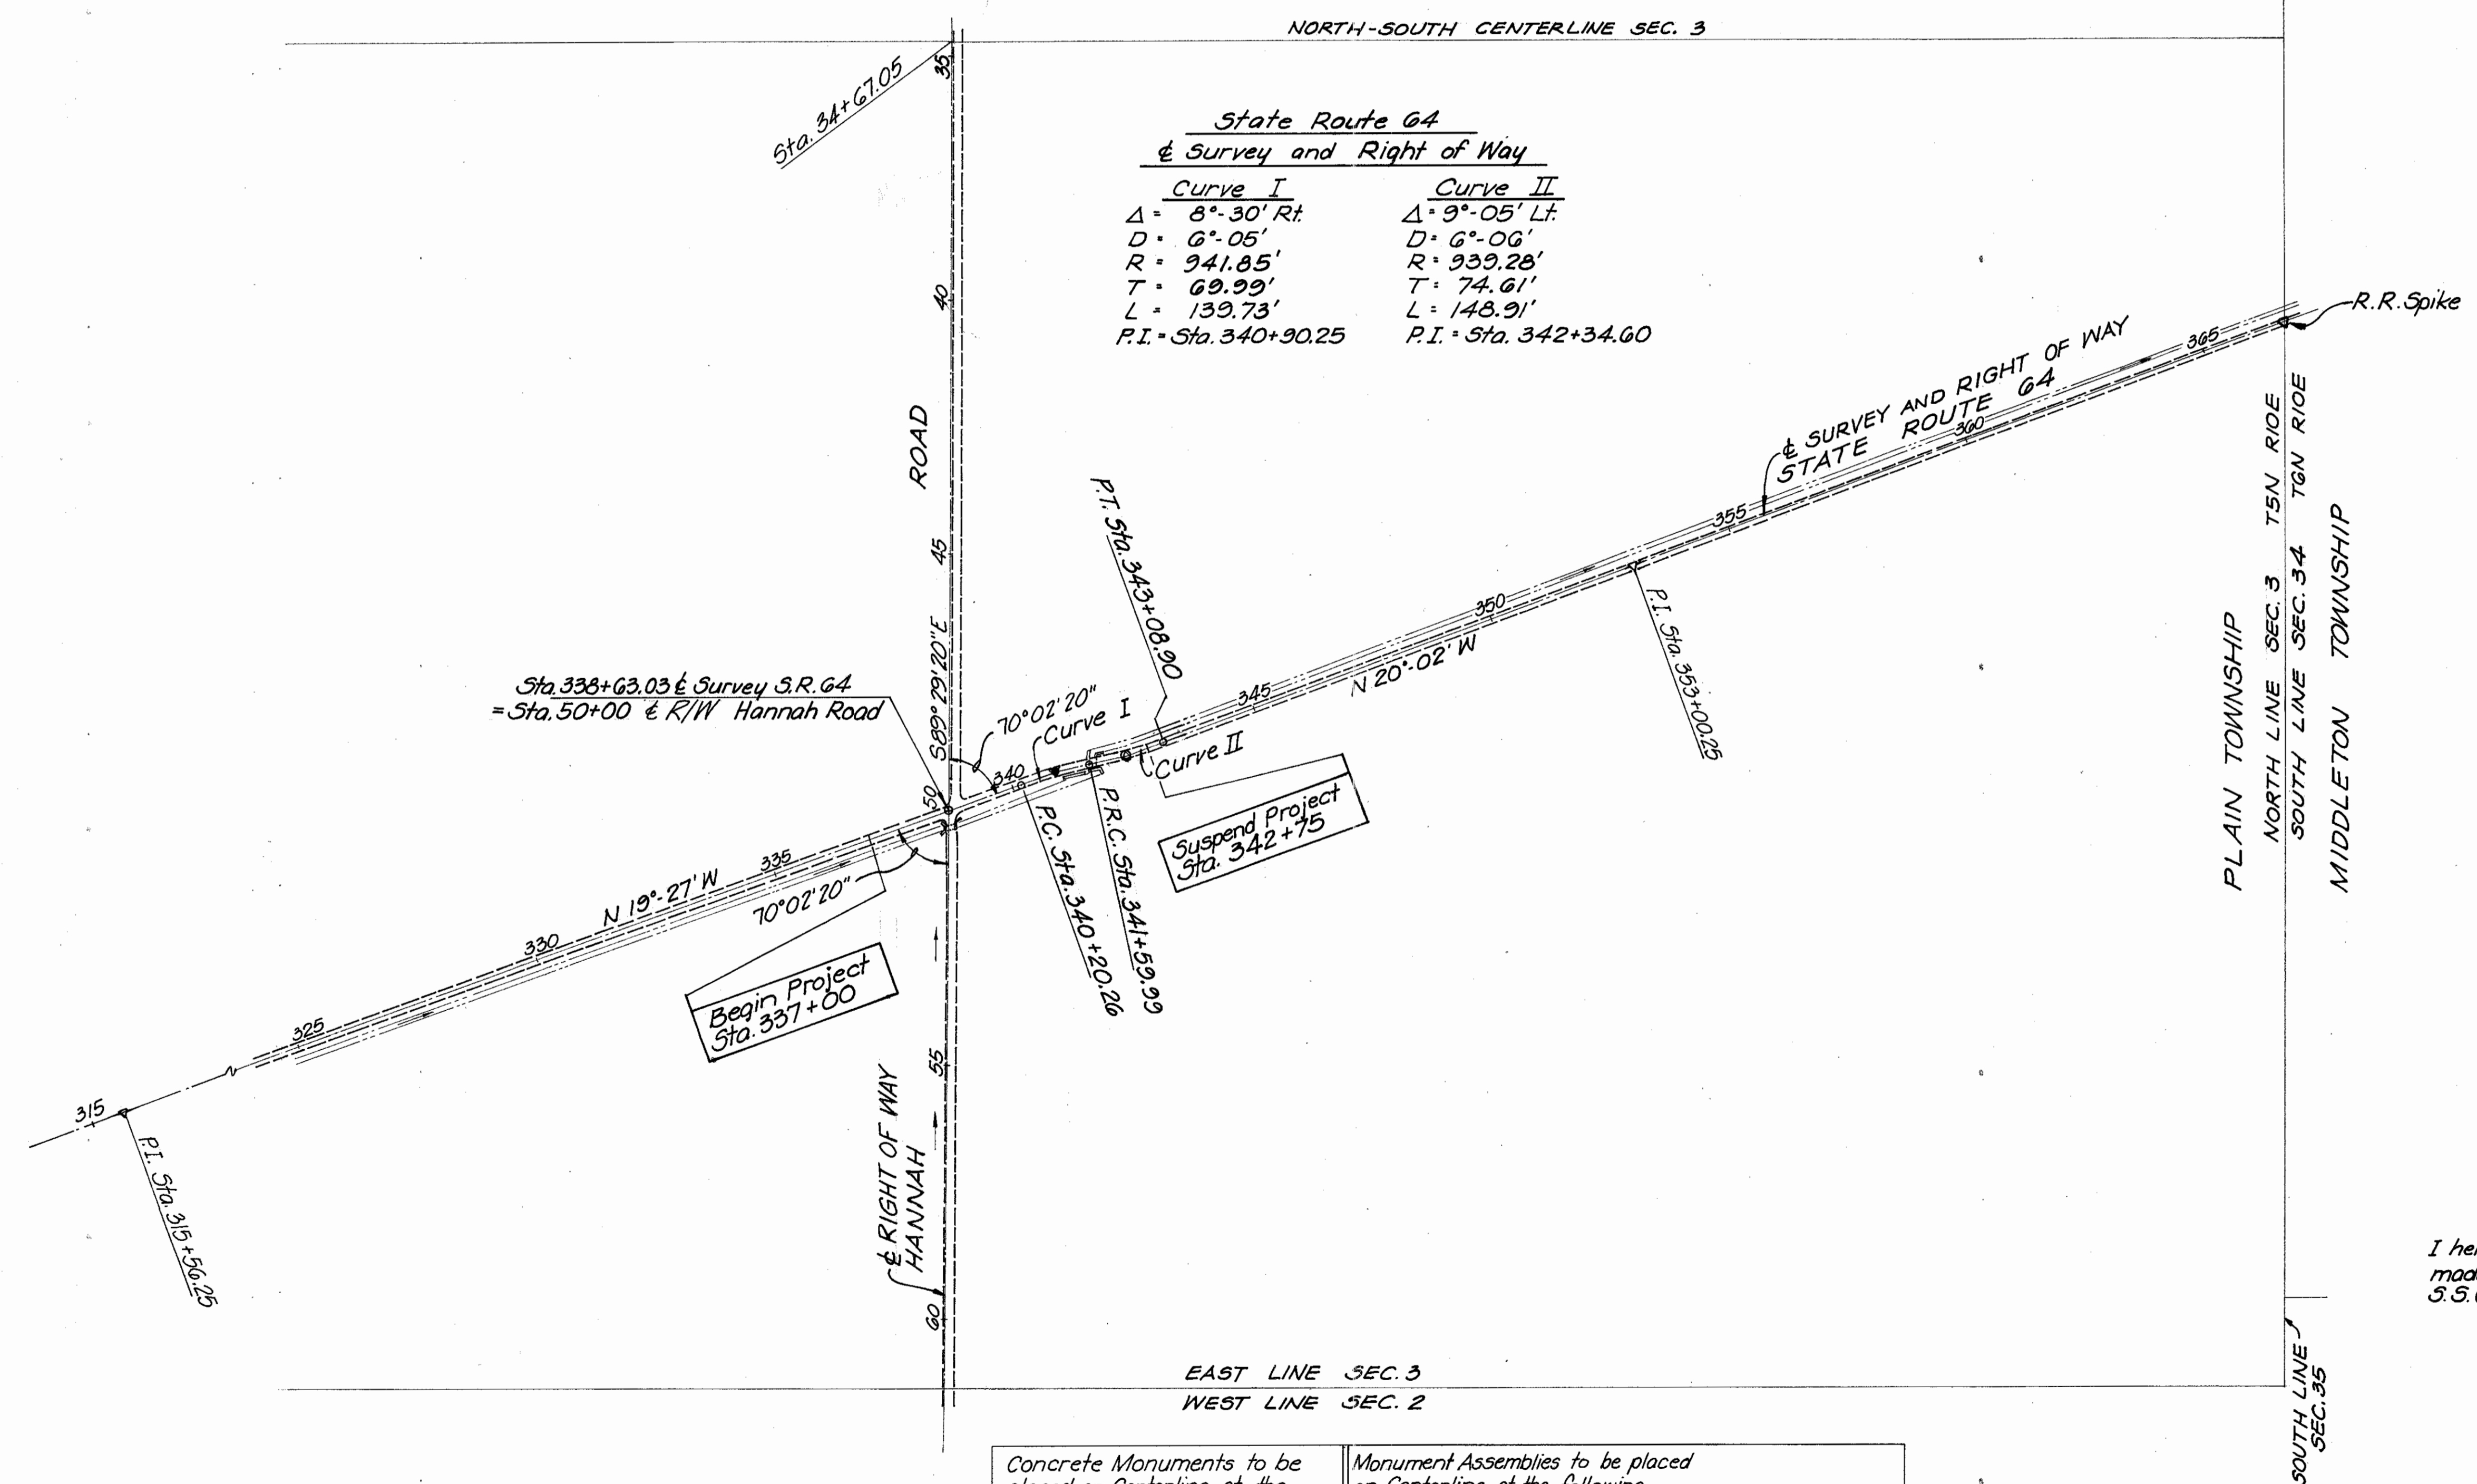 NORTH-SOUTH CENTERLINE SEC. 3
Sta. 34+67.05
35
State Route 64
℄ Survey and Right of Way
Curve I
Δ = 8°-30' Rt.
D = 6°-05'
R = 941.85'
T = 69.99'
L = 139.73'
P.I. = Sta. 340+90.25
Curve II
Δ = 9°-05' Lt.
D = 6°-06'
R = 939.28'
T = 74.61'
L = 148.91'
P.I. = Sta. 342+34.60
R.R. Spike
40
ROAD
45
S89°29'20"E
50
℄ SURVEY AND RIGHT OF WAY
STATE ROUTE 64
365
360
355
350
345
340
N 20°-02' W
P.T. Sta. 343+08.90
P.I. Sta. 353+00.25
Sta. 338+63.03 ℄ Survey S.R. 64
= Sta. 50+00 ℄ R/W Hannah Road
70°02'20"
Curve I
Curve II
P.C. Sta. 340+20.26
P.R.C. Sta. 341+59.99
Suspend Project
Sta. 342+75
PLAIN TOWNSHIP
NORTH LINE SEC. 3 T5N R10E
SOUTH LINE SEC. 34 T6N R10E
MIDDLETON TOWNSHIP
335
N 19°-27' W
70°02'20"
330
325
315
Begin Project
Sta. 337+00
P.I. Sta. 315+56.25
55
℄ RIGHT OF WAY
HANNAH
60
I he
mad
S.S.
EAST LINE SEC. 3
WEST LINE SEC. 2
SOUTH LINE
SEC. 35
Concrete Monuments to be
Monument Assemblies to be placed